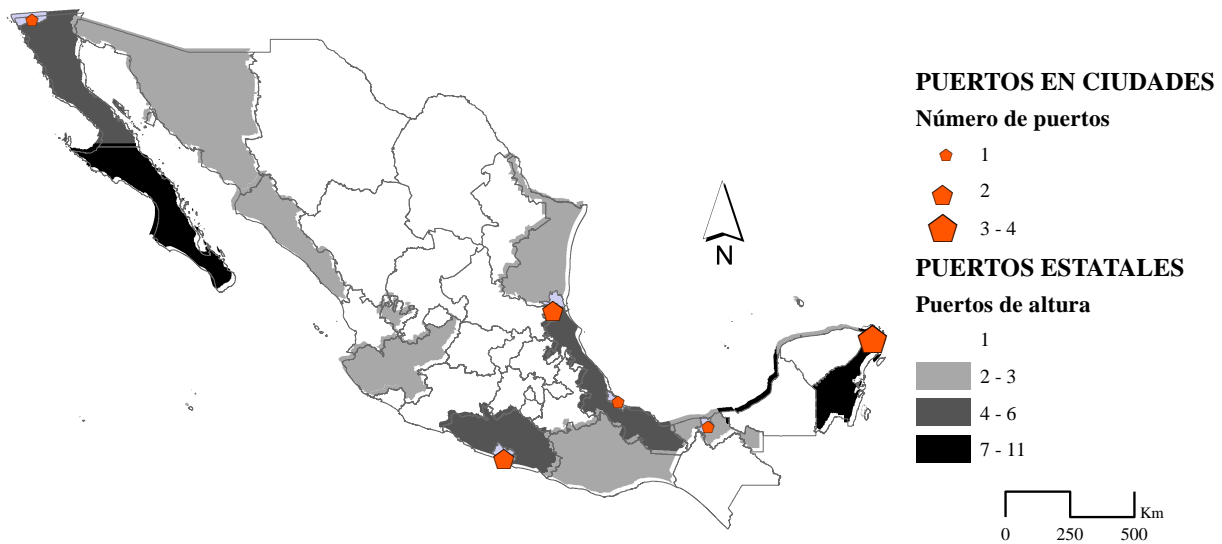 PUERTOS EN CIUDADES
Número de puertos
1
2
3 - 4
PUERTOS ESTATALES
Puertos de altura
1
2 - 3
4 - 6
7 - 11
N
Km
0 250 500